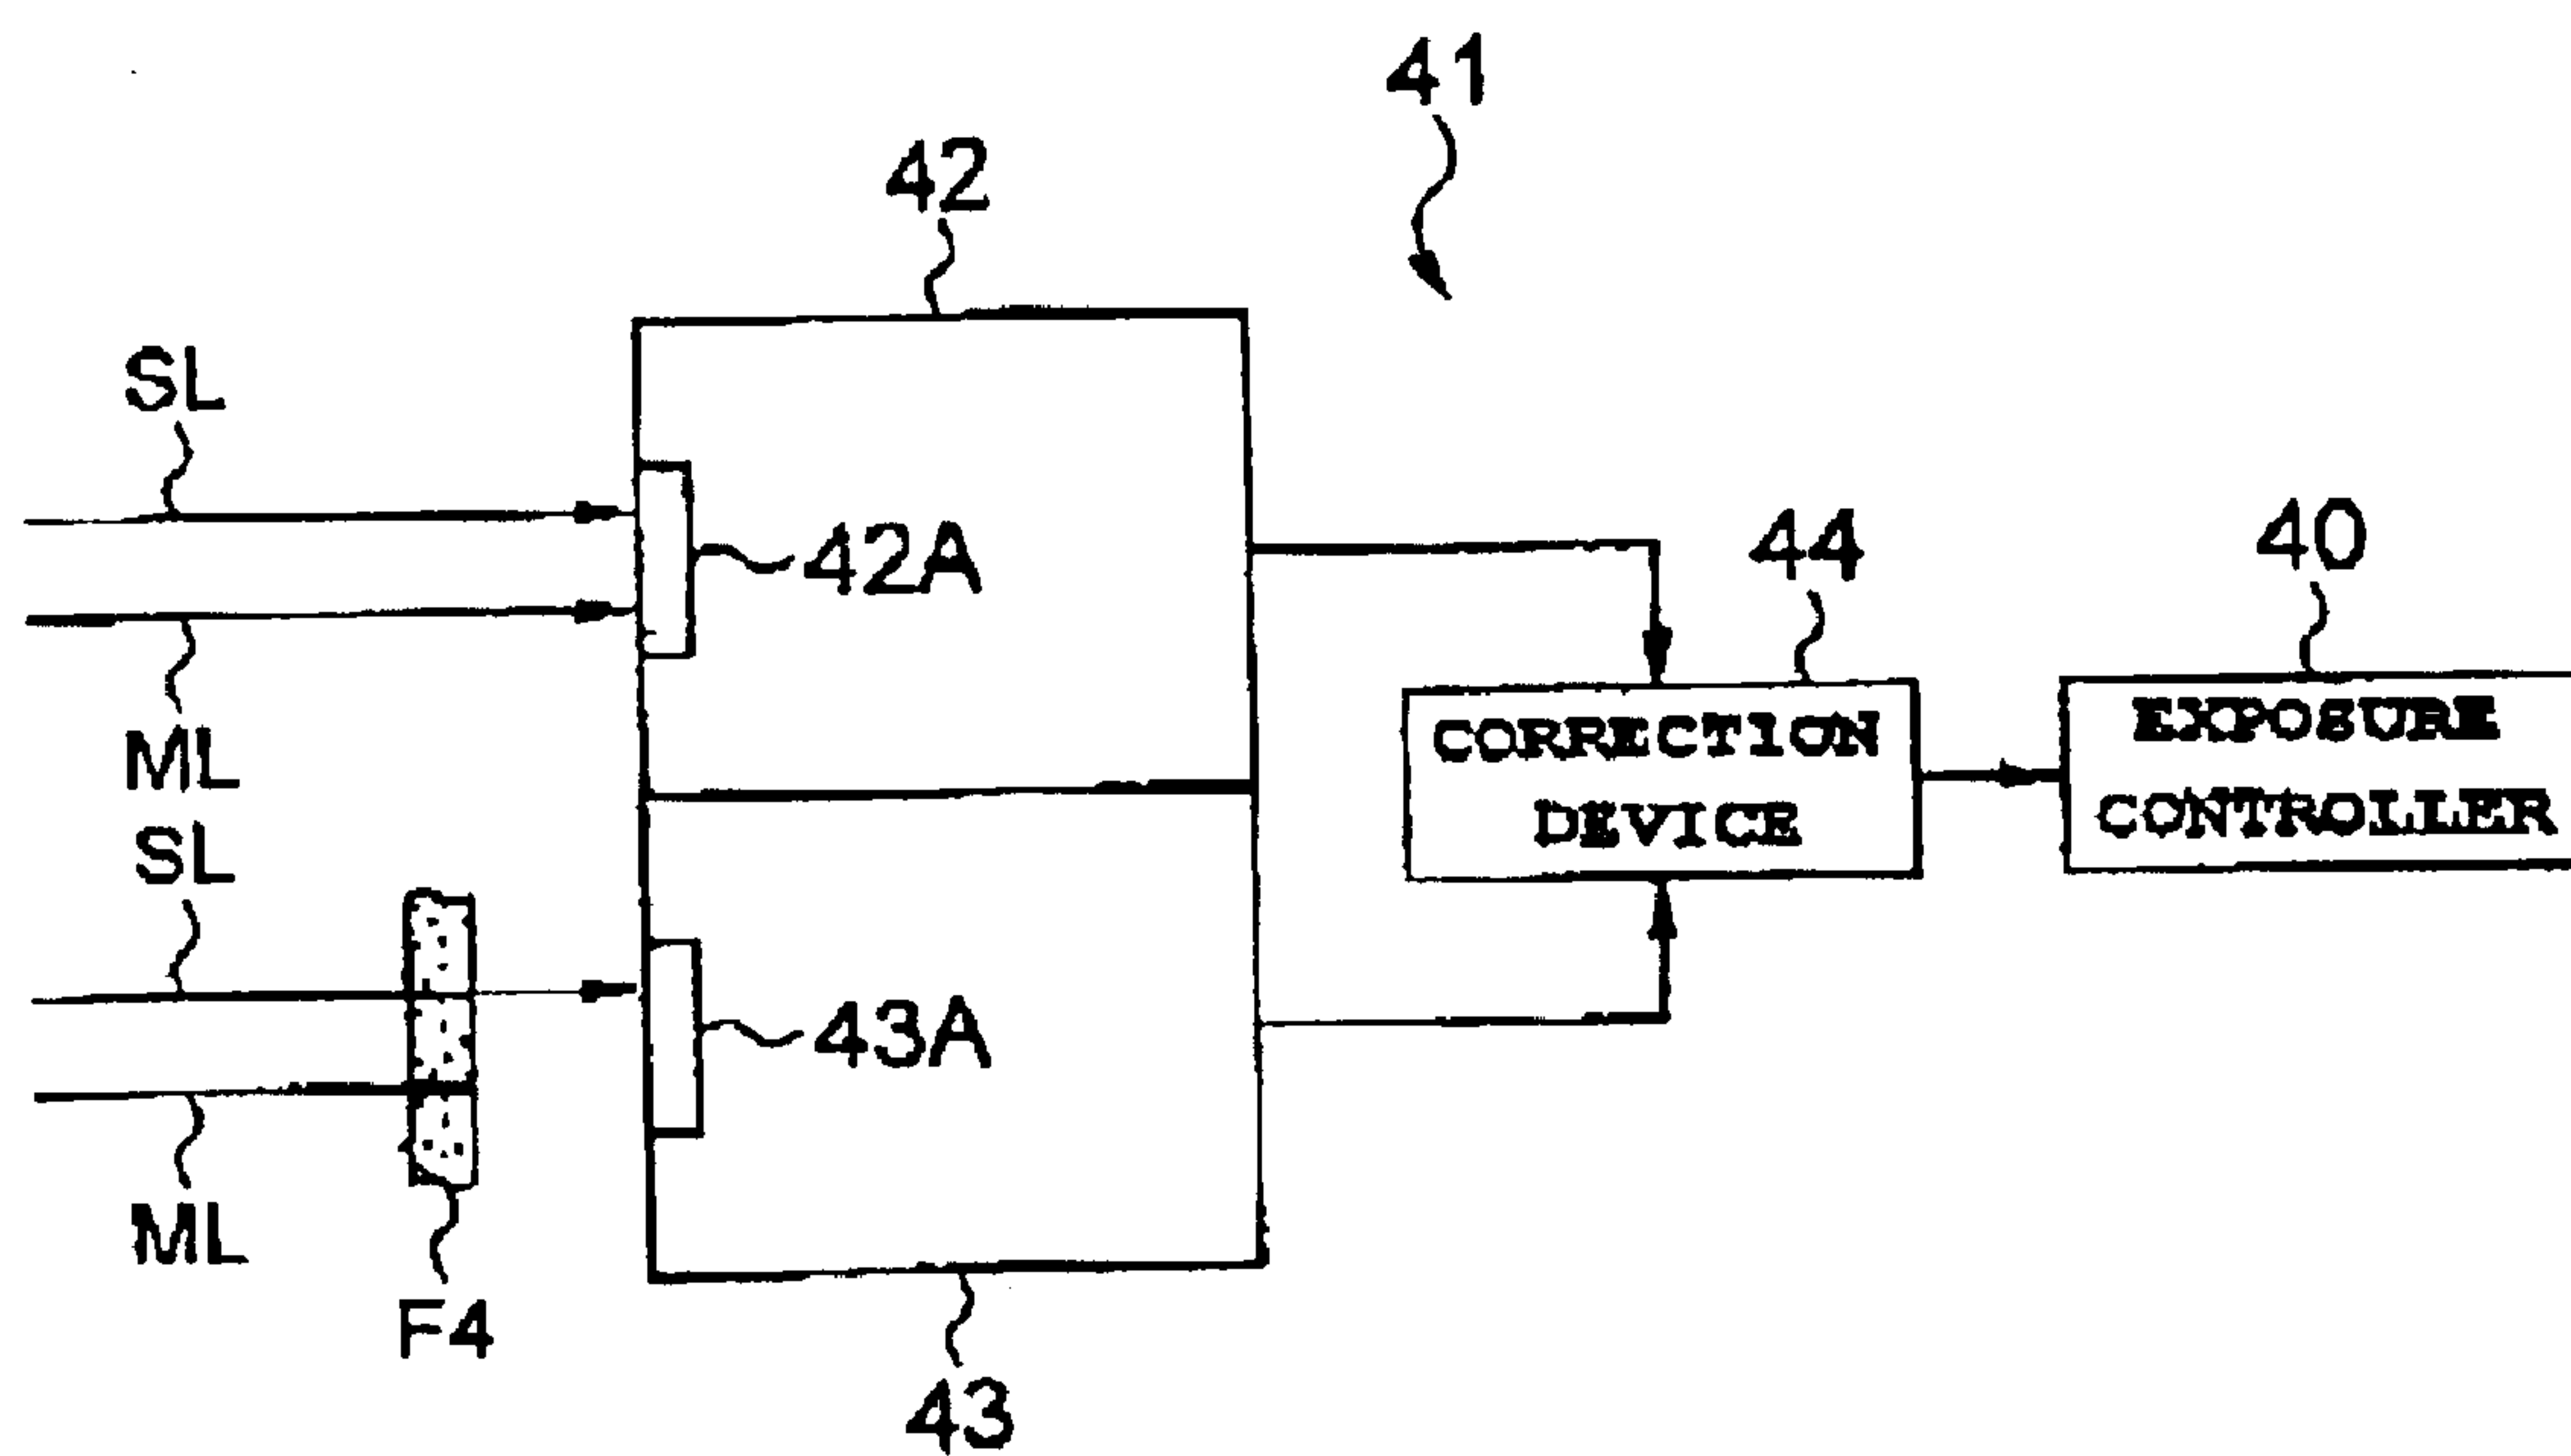 41
42
SL
42A
44
40
ML
CORRECTION
DEVICE
EXPOSURE
CONTROLLER
SL
43A
ML
F4
43